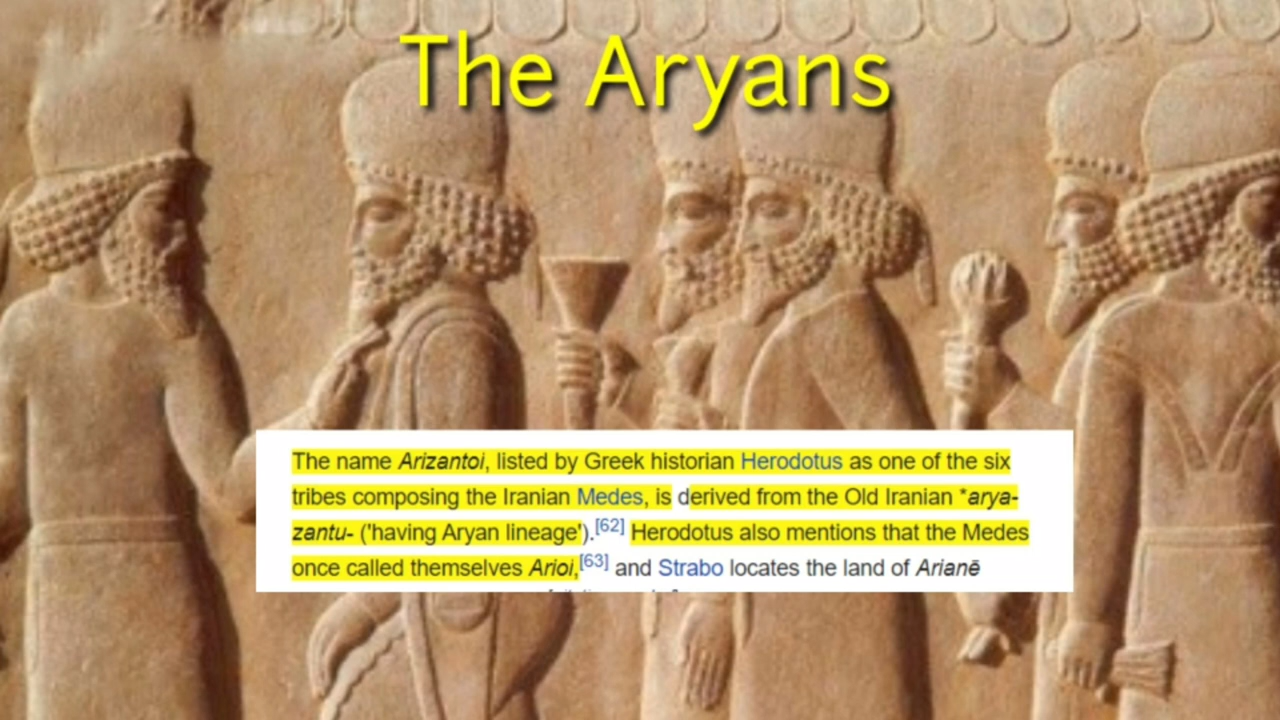 The Aryans
The name Arizantoi, listed by Greek historian Herodotus as one of the six
tribes composing the Iranian Medes, is derived from the Old Iranian *arya-
zantu- ('having Aryan lineage').[62] Herodotus also mentions that the Medes
once called themselves Arioi,[63] and Strabo locates the land of Arianē